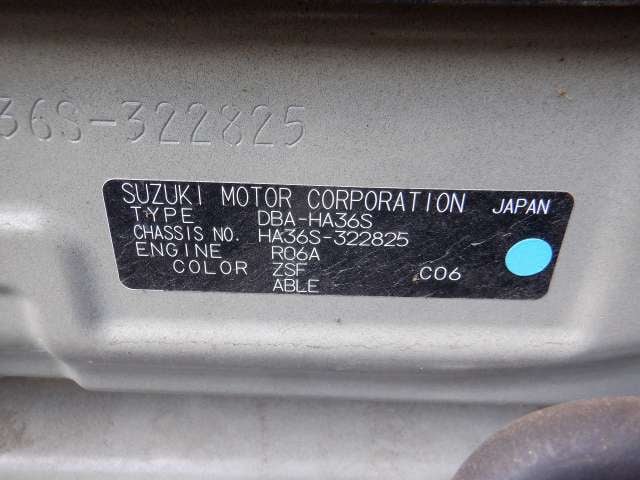 36S-322825
SUZUKI MOTOR CORPORATION JAPAN
TYPE DBA-HA36S
CHASSIS NO. HA36S-322825
ENGINE R06A
COLOR ZSF C06
ABLE